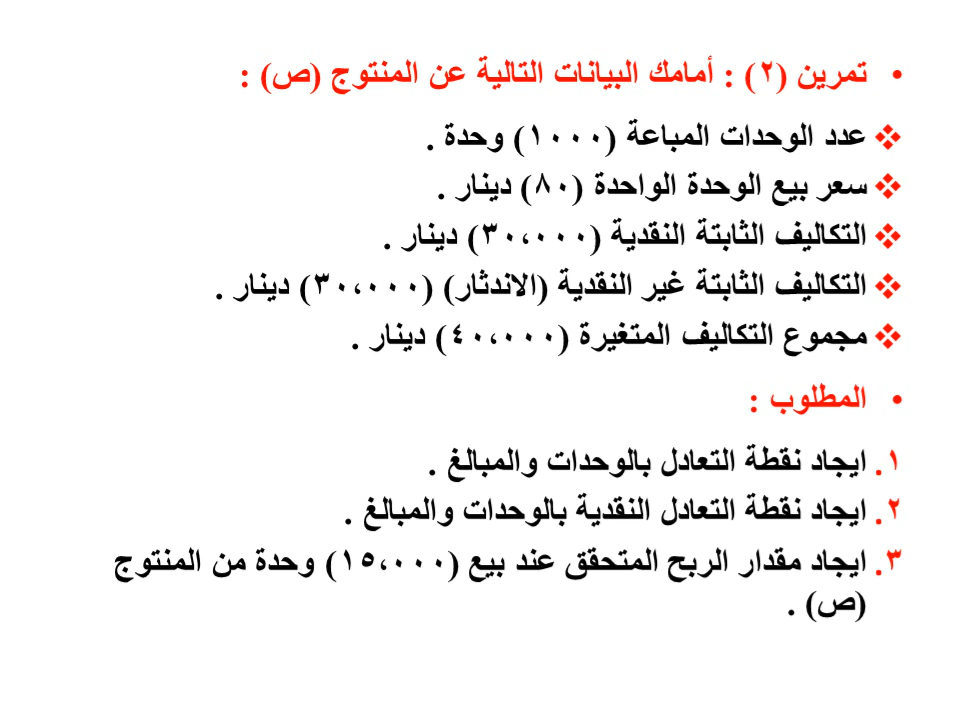 • تمرين (٢) : أمامك البيانات التالية عن المنتوج (ص) :
❖ عدد الوحدات المباعة (١٠٠٠) وحدة .
❖ سعر بيع الوحدة الواحدة (٨٠) دينار .
❖ التكاليف الثابتة النقدية (٣٠،٠٠٠) دينار .
❖ التكاليف الثابتة غير النقدية (الاندثار) (٣٠،٠٠٠) دينار .
❖ مجموع التكاليف المتغيرة (٤٠،٠٠٠) دينار .
• المطلوب :
١. ايجاد نقطة التعادل بالوحدات والمبالغ .
٢. ايجاد نقطة التعادل النقدية بالوحدات والمبالغ .
٣. ايجاد مقدار الربح المتحقق عند بيع (١٥،٠٠٠) وحدة من المنتوج
(ص) .